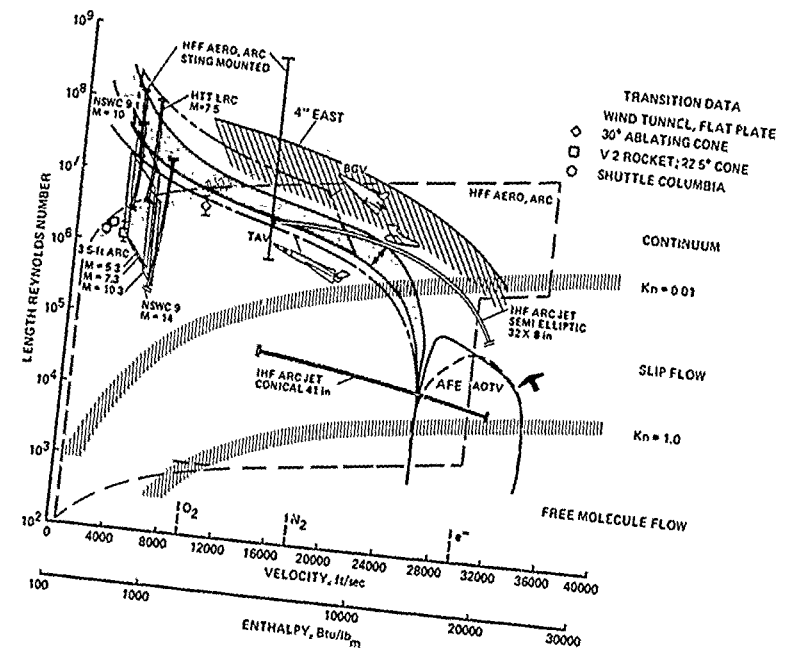 LENGTH REYNOLDS NUMBER
10⁹
10⁸
10⁷
10⁶
10⁵
10⁴
10³
10²
HFF AERO, ARC
STING MOUNTED
HTT LRC
M=7.5
NSWC 9
M = 10
4" EAST
BGV
HFF AERO, ARC
TAV
3.5-ft ARC
M = 5.3
M = 7.3
M = 10.3
NSWC 9
M = 14
IHF ARC JET
SEMI ELLIPTIC
32 X 8 in
IHF ARC JET
CONICAL 41 in
AFE
AOTV
TRANSITION DATA
WIND TUNNEL, FLAT PLATE
30° ABLATING CONE
V 2 ROCKET; 22.5° CONE
SHUTTLE COLUMBIA
CONTINUUM
Kn = 0.01
SLIP FLOW
Kn = 1.0
FREE MOLECULE FLOW
O₂
N₂
e⁻
0
4000
8000
12000
16000
20000
24000
28000
32000
36000
40000
VELOCITY, ft/sec
100
1000
10000
20000
30000
ENTHALPY, Btu/lbₘ